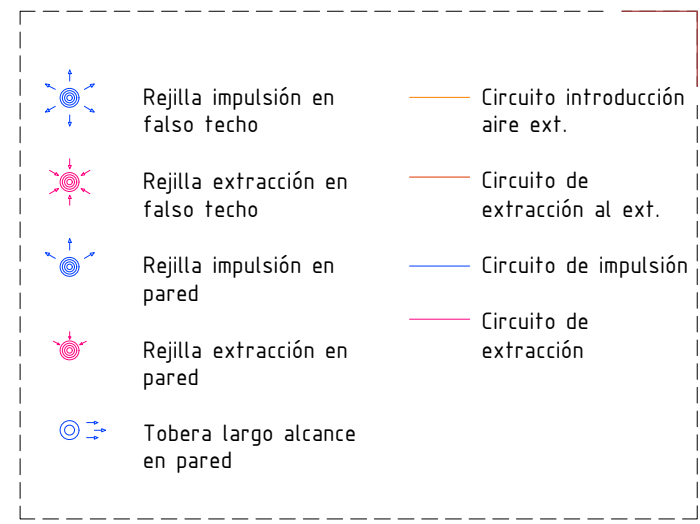 Rejilla impulsión en
falso techo
Rejilla extracción en
falso techo
Rejilla impulsión en
pared
Rejilla extracción en
pared
Tobera largo alcance
en pared
Circuito introducción
aire ext.
Circuito de
extracción al ext.
Circuito de impulsión
Circuito de
extracción